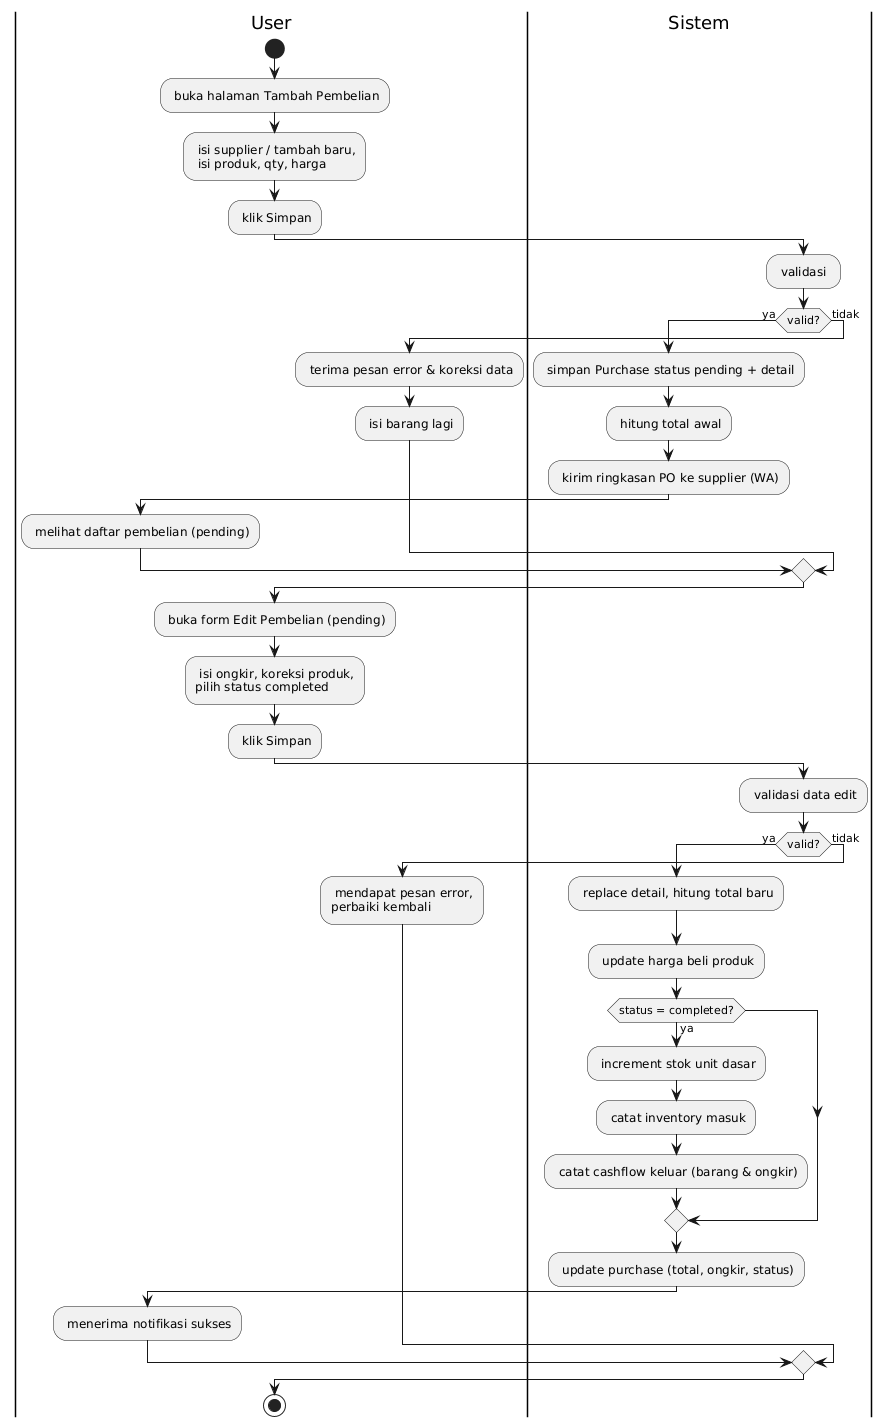 User
Sistem
buka halaman Tambah Pembelian
isi supplier / tambah baru,
isi produk, qty, harga
klik Simpan
validasi
valid?
ya
tidak
terima pesan error & koreksi data
simpan Purchase status pending + detail
isi barang lagi
hitung total awal
kirim ringkasan PO ke supplier (WA)
melihat daftar pembelian (pending)
buka form Edit Pembelian (pending)
isi ongkir, koreksi produk,
pilih status completed
klik Simpan
validasi data edit
ya
valid?
tidak
mendapat pesan error,
perbaiki kembali
replace detail, hitung total baru
update harga beli produk
status = completed?
ya
increment stok unit dasar
catat inventory masuk
catat cashflow keluar (barang & ongkir)
update purchase (total, ongkir, status)
menerima notifikasi sukses